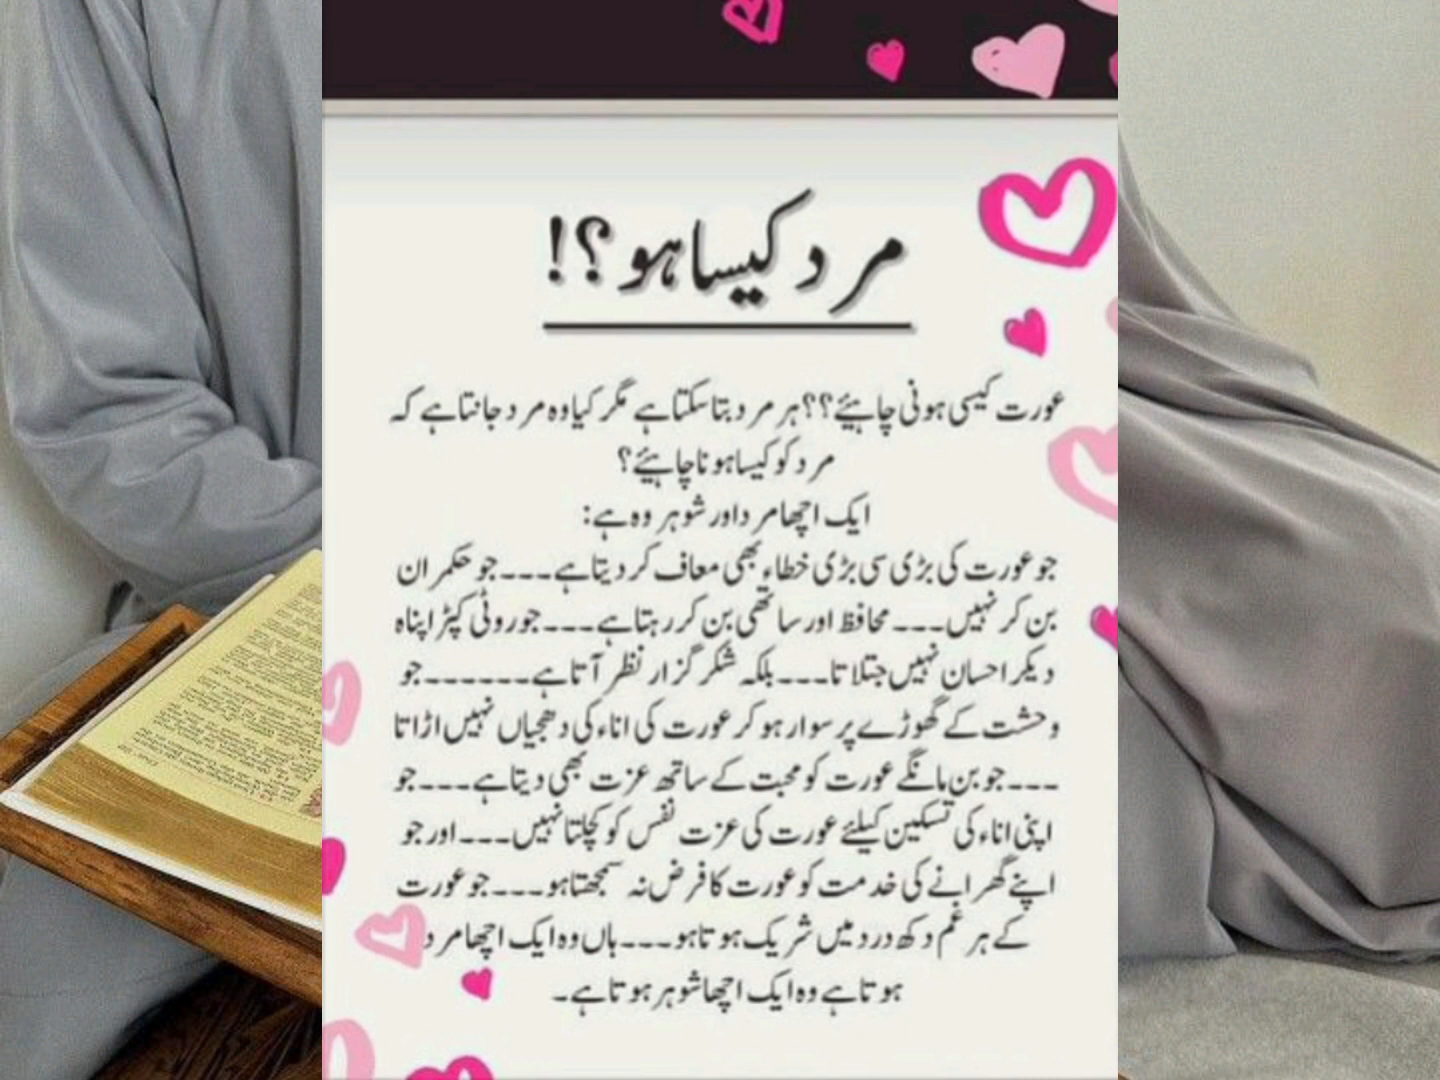 مرد کیسا ہو؟!
عورت کیسی ہونی چاہیئے؟؟ ہر مرد بتا سکتا ہے مگر کیا وہ مرد جانتا ہے کہ
مرد کو کیسا ہونا چاہیئے؟
ایک اچھا مرد اور شوہر وہ ہے:
جو عورت کی بڑی سی بڑی خطاء بھی معاف کر دیتا ہے۔۔۔ جو حکمران
بن کر نہیں۔۔۔ محافظ اور ساتھی بن کر رہتا ہے۔۔۔ جو روٹی کپڑا پناہ
دیکر احسان نہیں جتلاتا۔۔۔ بلکہ شکر گزار نظر آتا ہے۔۔۔۔۔۔ جو
وحشت کے گھوڑے پر سوار ہو کر عورت کی اناء کی دھجیاں نہیں اڑاتا
۔۔۔ جو بن مانگے عورت کو محبت کے ساتھ عزت بھی دیتا ہے۔۔۔ جو
اپنی اناء کی تسکین کیلئے عورت کی عزت نفس کو کچلتا نہیں۔۔۔ اور جو
اپنے گھرانے کی خدمت کو عورت کا فرض نہ سمجھتا ہو۔۔۔ جو عورت
کے ہر غم دکھ درد میں شریک ہوتا ہو۔۔۔ ہاں وہ ایک اچھا مرد
ہوتا ہے وہ ایک اچھا شوہر ہوتا ہے۔